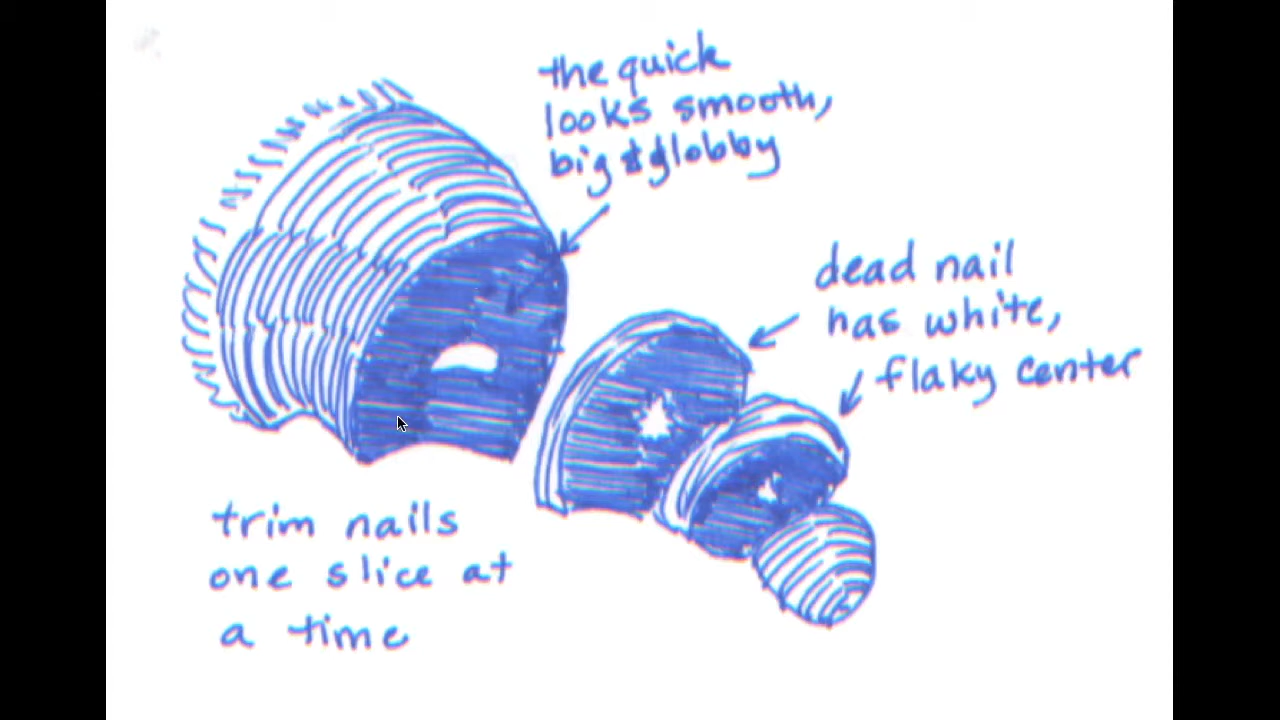 the quick
looks smooth,
big & globby
dead nail
has white,
flaky center
trim nails
one slice at
a time